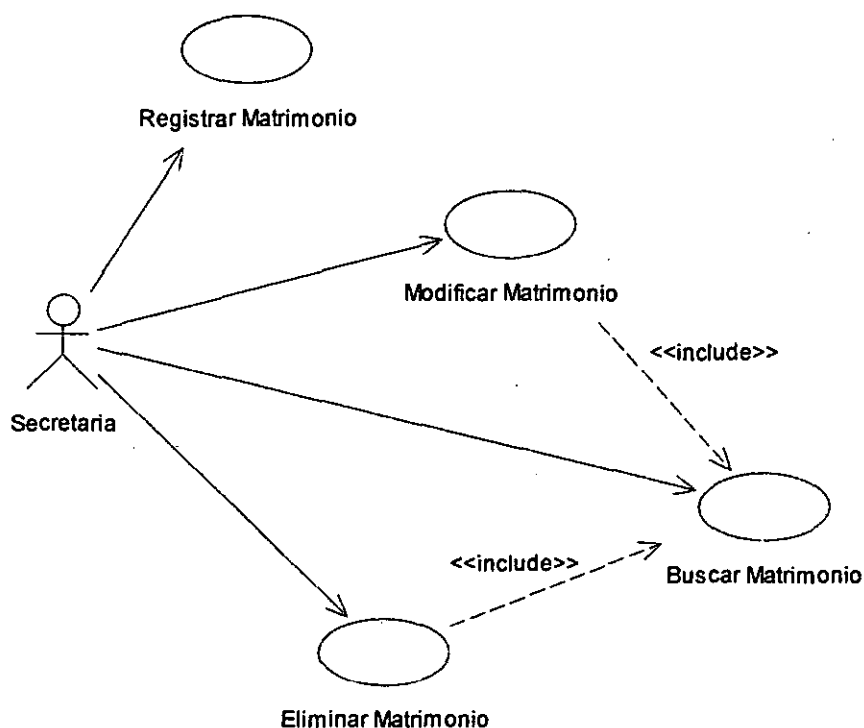 Registrar Matrimonio
Modificar Matrimonio
<<include>>
Secretaria
<<include>>
Buscar Matrimonio
Eliminar Matrimonio